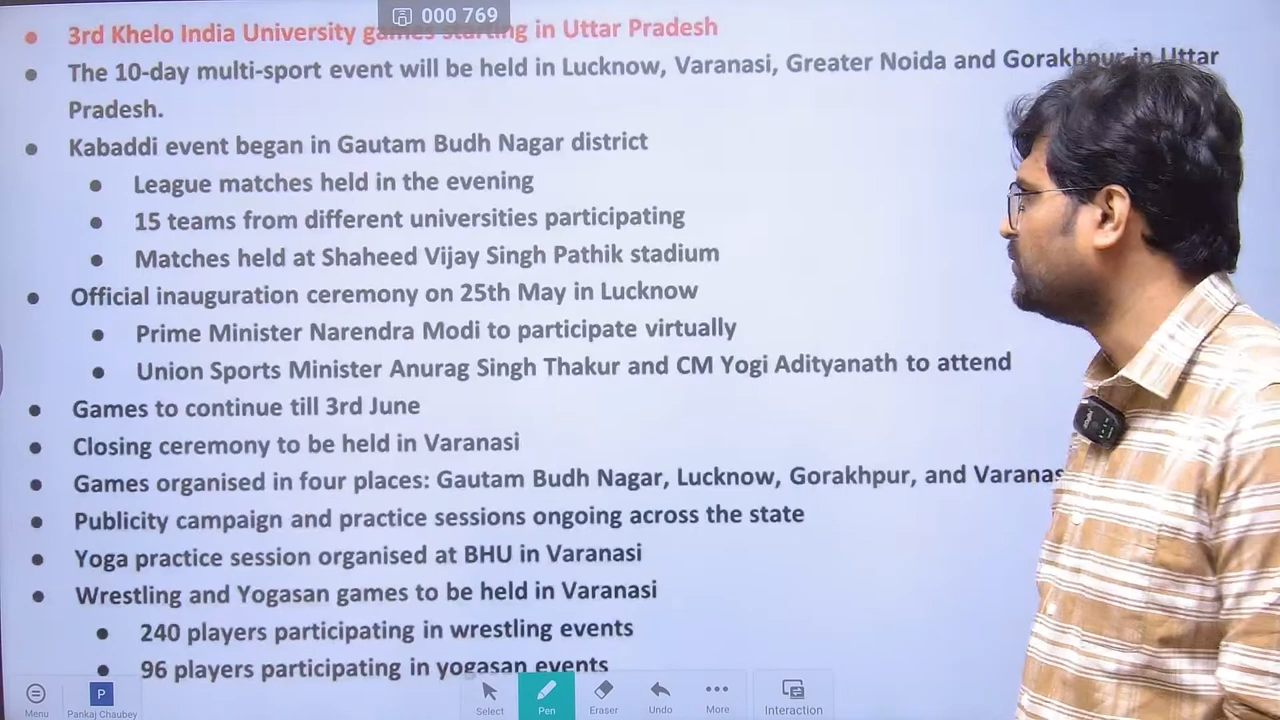 000 769
3rd Khelo India University games starting in Uttar Pradesh
The 10-day multi-sport event will be held in Lucknow, Varanasi, Greater Noida and Gorakhpur in Uttar
Pradesh.
Kabaddi event began in Gautam Budh Nagar district
League matches held in the evening
15 teams from different universities participating
Matches held at Shaheed Vijay Singh Pathik stadium
Official inauguration ceremony on 25th May in Lucknow
Prime Minister Narendra Modi to participate virtually
Union Sports Minister Anurag Singh Thakur and CM Yogi Adityanath to attend
Games to continue till 3rd June
Closing ceremony to be held in Varanasi
Games organised in four places: Gautam Budh Nagar, Lucknow, Gorakhpur, and Varanas
Publicity campaign and practice sessions ongoing across the state
Yoga practice session organised at BHU in Varanasi
Wrestling and Yogasan games to be held in Varanasi
240 players participating in wrestling events
96 players participating in yogasan events
P
Menu Pankaj Chaubey Select Pen Eraser Undo More Interaction